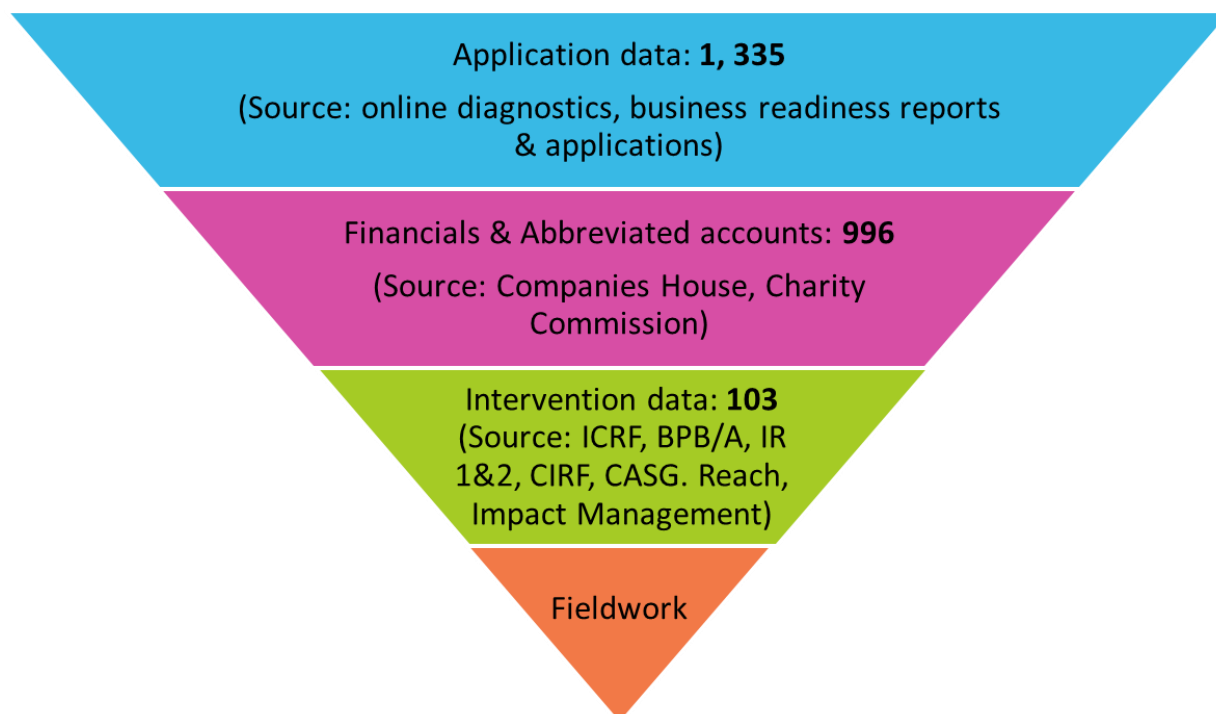 Application data: 1, 335
(Source: online diagnostics, business readiness reports
& applications)
Financials & Abbreviated accounts: 996
(Source: Companies House, Charity
Commission)
Intervention data: 103
(Source: ICRF, BPB/A, IR
1&2, CIRF, CASG. Reach,
Impact Management)
Fieldwork